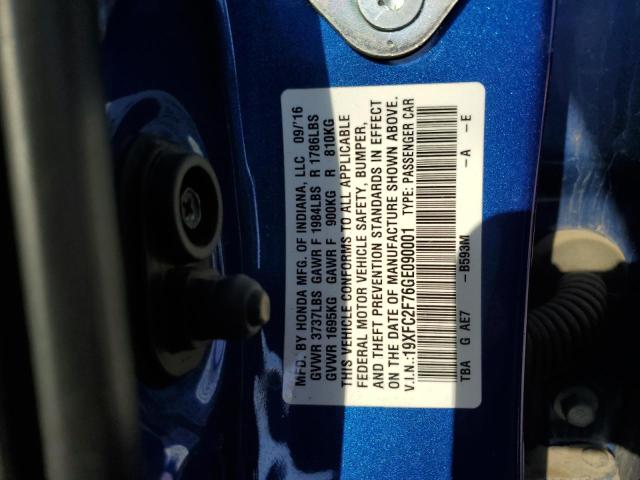 MFD. BY HONDA MFG. OF INDIANA, LLC 09/'16
GVWR 3737LBS GAWR F 1984LBS R 1786LBS
GVWR 1695KG GAWR F 900KG R 810KG
THIS VEHICLE CONFORMS TO ALL APPLICABLE
FEDERAL MOTOR VEHICLE SAFETY, BUMPER,
AND THEFT PREVENTION STANDARDS IN EFFECT
ON THE DATE OF MANUFACTURE SHOWN ABOVE.
V.I.N.:19XFC2F76GE090001 TYPE: PASSENGER CAR
TBA G AE7 - B593M - A - E